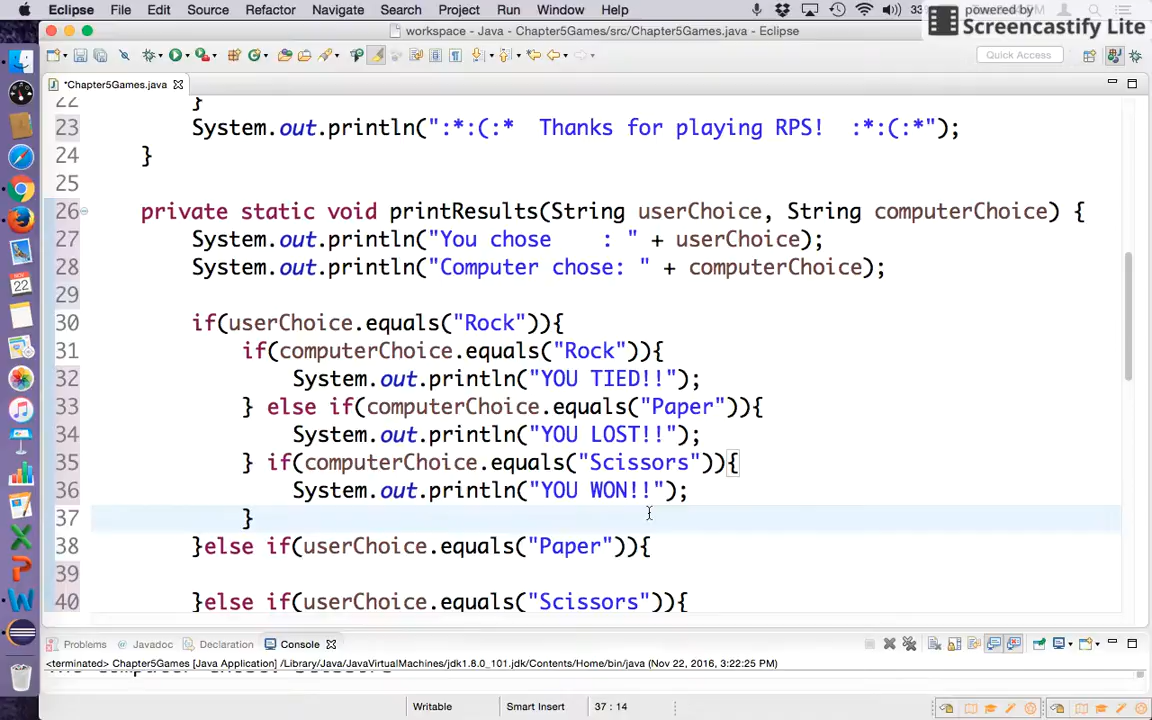 Eclipse File Edit Source Refactor Navigate Search Project Run Window Help
powered by
Screencastify Lite
workspace - Java - Chapter5Games/src/Chapter5Games.java - Eclipse
Quick Access
*Chapter5Games.java
22 }
23 System.out.println(":*:(:*  Thanks for playing RPS!  :*:(:*");
24 }
25
26 private static void printResults(String userChoice, String computerChoice) {
27 System.out.println("You chose    : " + userChoice);
28 System.out.println("Computer chose: " + computerChoice);
29
30 if(userChoice.equals("Rock")){
31 if(computerChoice.equals("Rock")){
32 System.out.println("YOU TIED!!");
33 } else if(computerChoice.equals("Paper")){
34 System.out.println("YOU LOST!!");
35 } if(computerChoice.equals("Scissors")){
36 System.out.println("YOU WON!!");
37 }
38 }else if(userChoice.equals("Paper")){
39
40 }else if(userChoice.equals("Scissors")){
Problems Javadoc Declaration Console
<terminated> Chapter5Games [Java Application] /Library/Java/JavaVirtualMachines/jdk1.8.0_101.jdk/Contents/Home/bin/java (Nov 22, 2016, 3:22:25 PM)
Writable Smart Insert 37 : 14